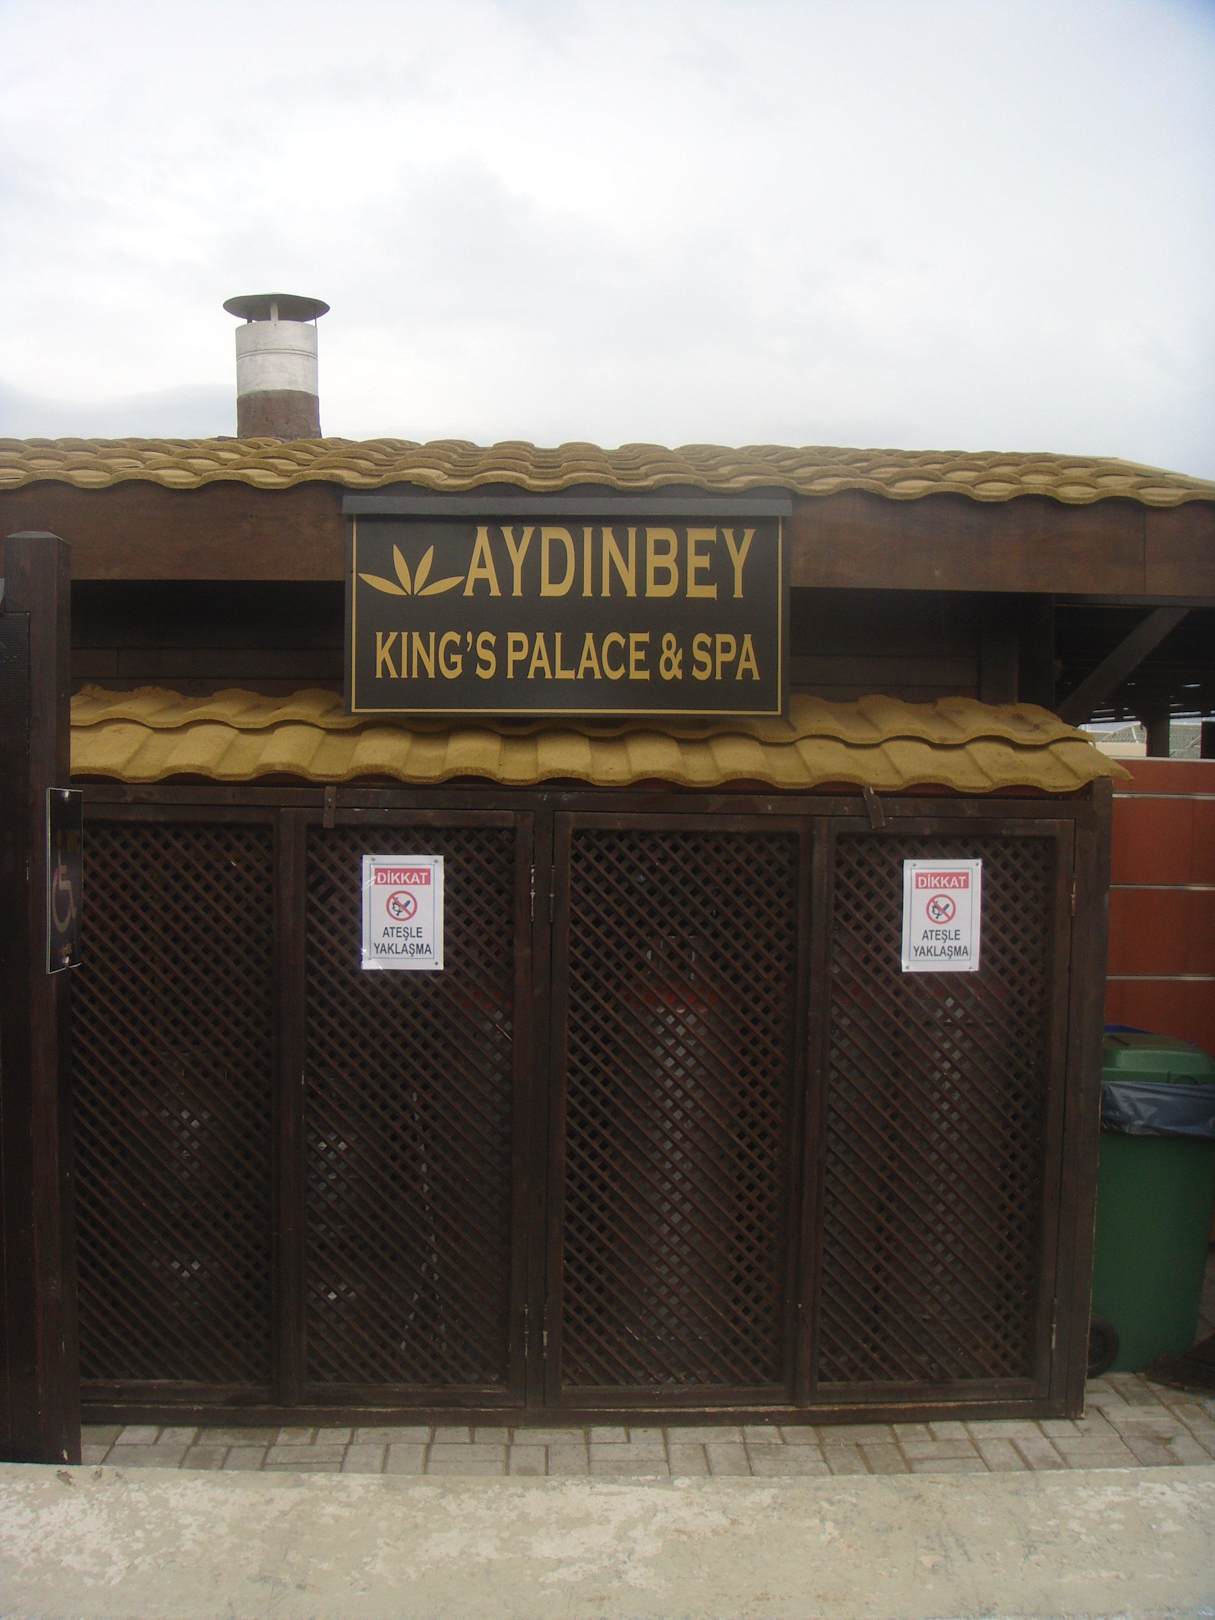 AYDINBEY
KING'S PALACE & SPA
DİKKAT
ATEŞLE
YAKLAŞMA
DİKKAT
ATEŞLE
YAKLAŞMA